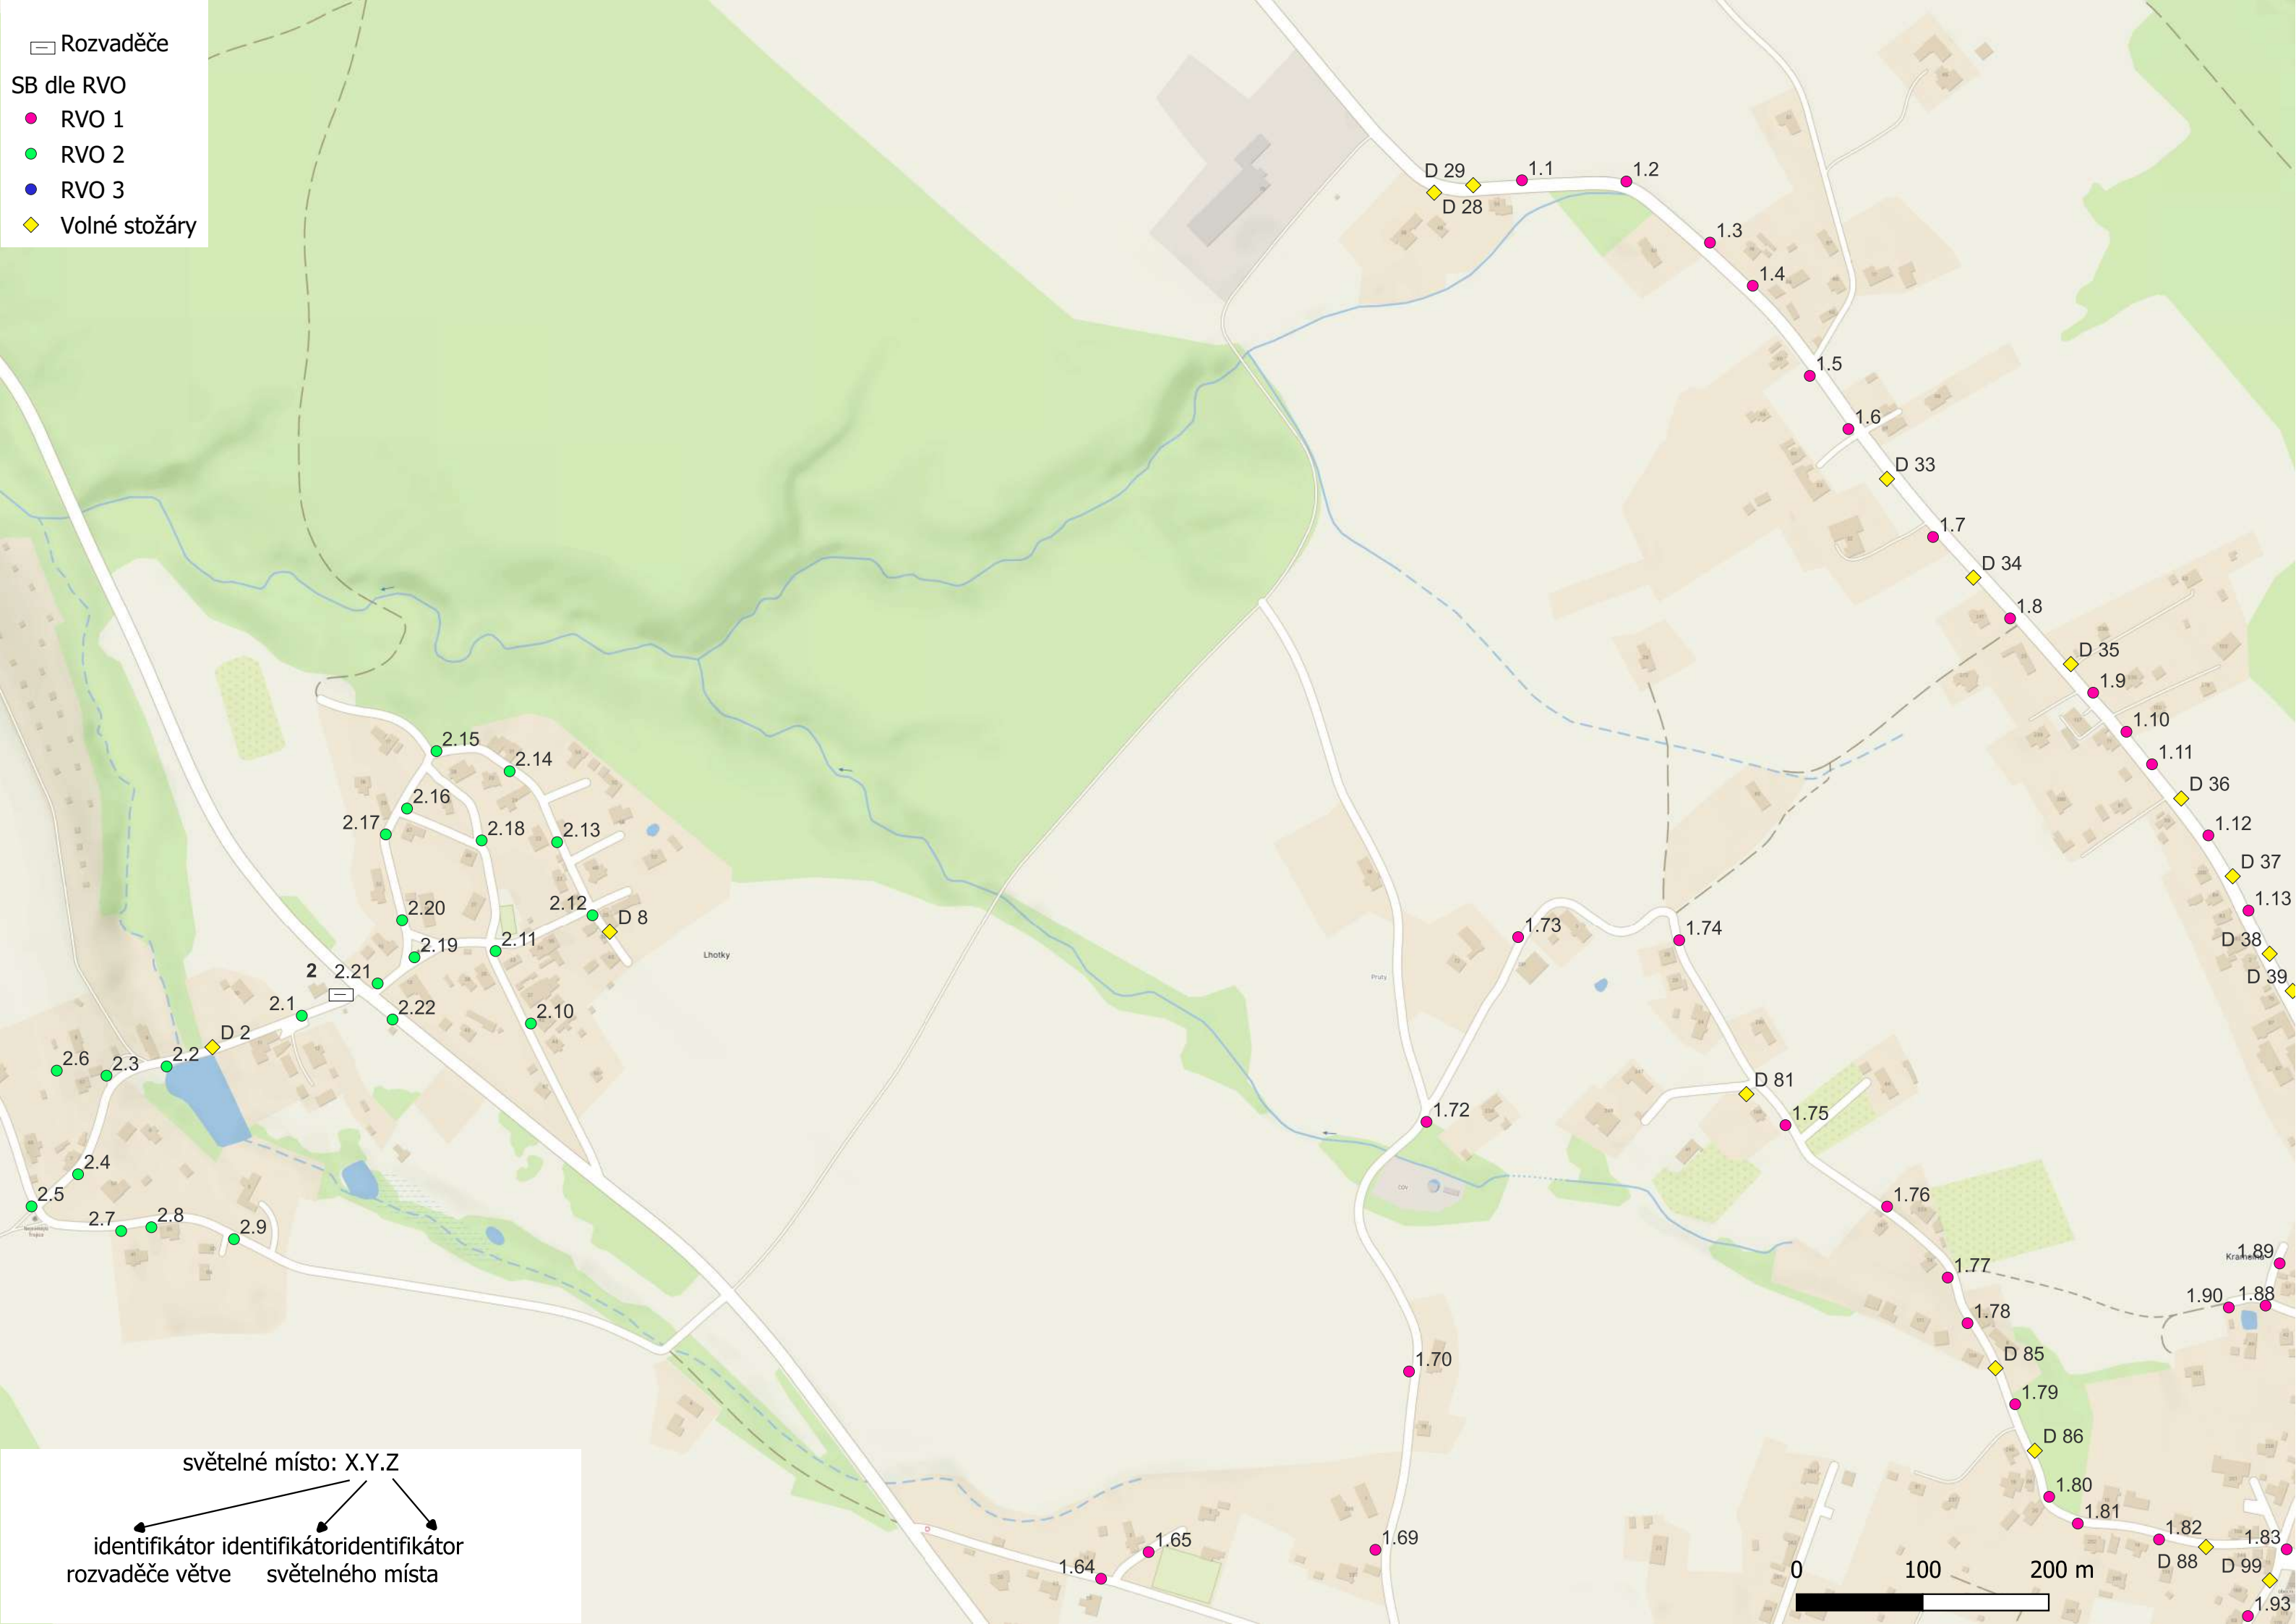 Rozvaděče
SB dle RVO
RVO 1
RVO 2
RVO 3
Volné stožáry
D 29
1.1
1.2
D 28
1.3
1.4
1.5
1.6
D 33
1.7
D 34
1.8
D 35
1.9
1.10
1.11
D 36
1.12
D 37
1.13
D 38
D 39
2.15
2.14
2.16
2.17
2.18
2.13
2.20
2.12
D 8
2.19
2.11
Lhotky
2
2.21
2.1
2.22
2.10
D 2
2.2
2.6
2.3
2.4
2.5
2.7
2.8
2.9
1.73
1.74
Prutz
D 81
1.72
1.75
ČOV
1.76
1.77
1.78
1.89
1.90
1.88
1.70
D 85
1.79
D 86
1.80
1.81
1.82
1.83
D 88
D 99
1.93
1.65
1.64
1.69
světelné místo: X.Y.Z
identifikátor identifikátoridentifikátor
rozvaděče větve světelného místa
0 100 200 m